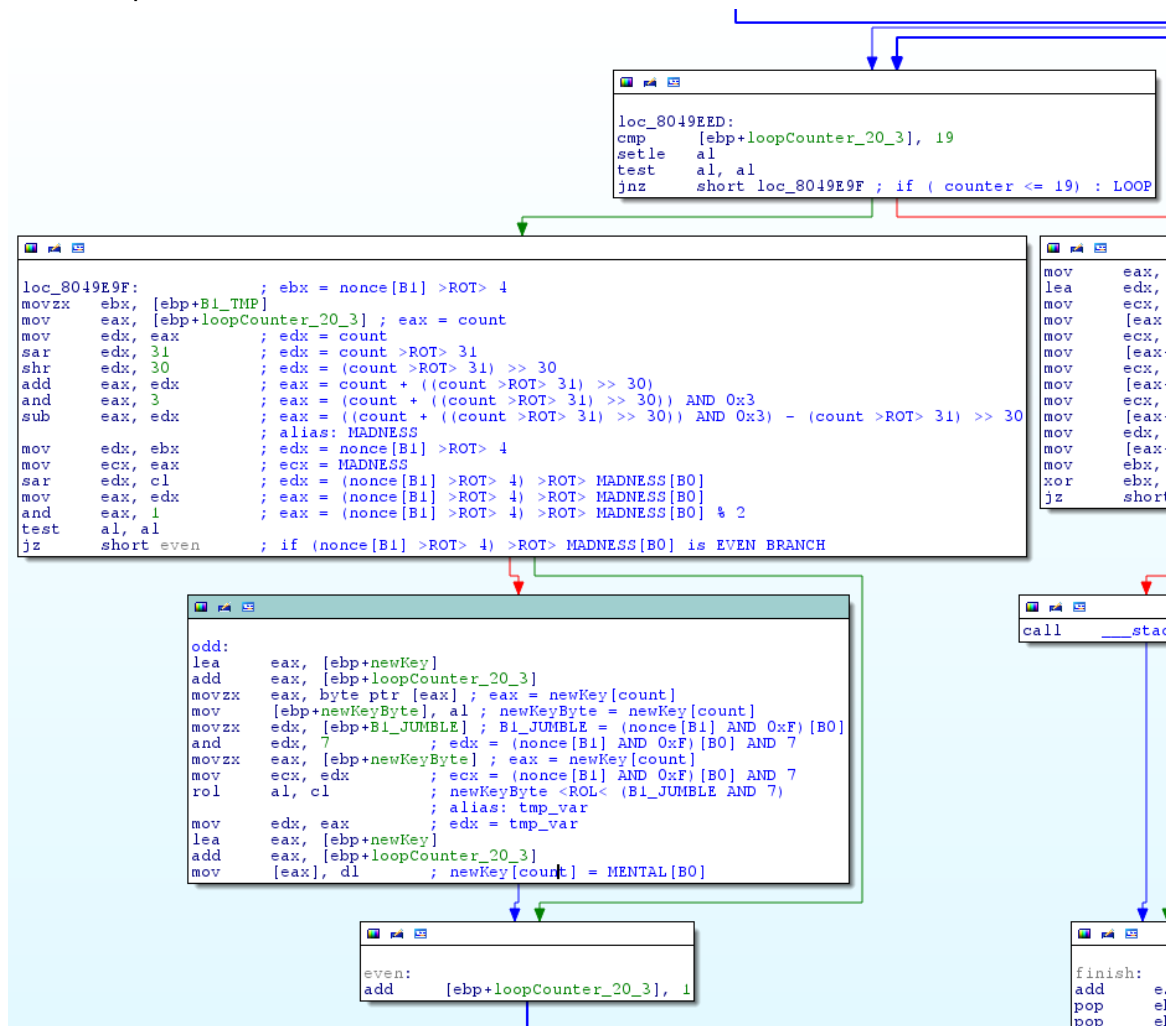 loc_8049EED:
cmp [ebp+loopCounter_20_3], 19
setle al
test al, al
jnz short loc_8049E9F ; if ( counter <= 19) : LOOP
loc_8049E9F: ; ebx = nonce[B1] >ROT> 4
movzx ebx, [ebp+B1_TMP]
mov eax, [ebp+loopCounter_20_3] ; eax = count
mov edx, eax ; edx = count
sar edx, 31 ; edx = count >ROT> 31
shr edx, 30 ; edx = (count >ROT> 31) >> 30
add eax, edx ; eax = count + ((count >ROT> 31) >> 30)
and eax, 3 ; eax = (count + ((count >ROT> 31) >> 30)) AND 0x3
sub eax, edx ; eax = ((count + ((count >ROT> 31) >> 30)) AND 0x3) - (count >ROT> 31) >> 30
; alias: MADNESS
mov edx, ebx ; edx = nonce[B1] >ROT> 4
mov ecx, eax ; ecx = MADNESS
sar edx, cl ; edx = (nonce[B1] >ROT> 4) >ROT> MADNESS[B0]
mov eax, edx ; eax = (nonce[B1] >ROT> 4) >ROT> MADNESS[B0]
and eax, 1 ; eax = (nonce[B1] >ROT> 4) >ROT> MADNESS[B0] % 2
test al, al
jz short even ; if (nonce[B1] >ROT> 4) >ROT> MADNESS[B0] is EVEN BRANCH
mov eax,
lea edx,
mov ecx,
mov [eax
mov ecx,
mov [eax
mov ecx,
mov [eax
mov ecx,
mov [eax
mov edx,
mov [eax
mov ebx,
xor ebx,
jz short
odd:
lea eax, [ebp+newKey]
add eax, [ebp+loopCounter_20_3]
movzx eax, byte ptr [eax] ; eax = newKey[count]
mov [ebp+newKeyByte], al ; newKeyByte = newKey[count]
movzx edx, [ebp+B1_JUMBLE] ; B1_JUMBLE = (nonce[B1] AND 0xF)[B0]
and edx, 7 ; edx = (nonce[B1] AND 0xF)[B0] AND 7
movzx eax, [ebp+newKeyByte] ; eax = newKey[count]
mov ecx, edx ; ecx = (nonce[B1] AND 0xF)[B0] AND 7
rol al, cl ; newKeyByte <ROL< (B1_JUMBLE AND 7)
; alias: tmp_var
mov edx, eax ; edx = tmp_var
lea eax, [ebp+newKey]
add eax, [ebp+loopCounter_20_3]
mov [eax], dl ; newKey[count] = MENTAL[B0]
call ___stac
even:
add [ebp+loopCounter_20_3], 1
finish:
add
pop
pop